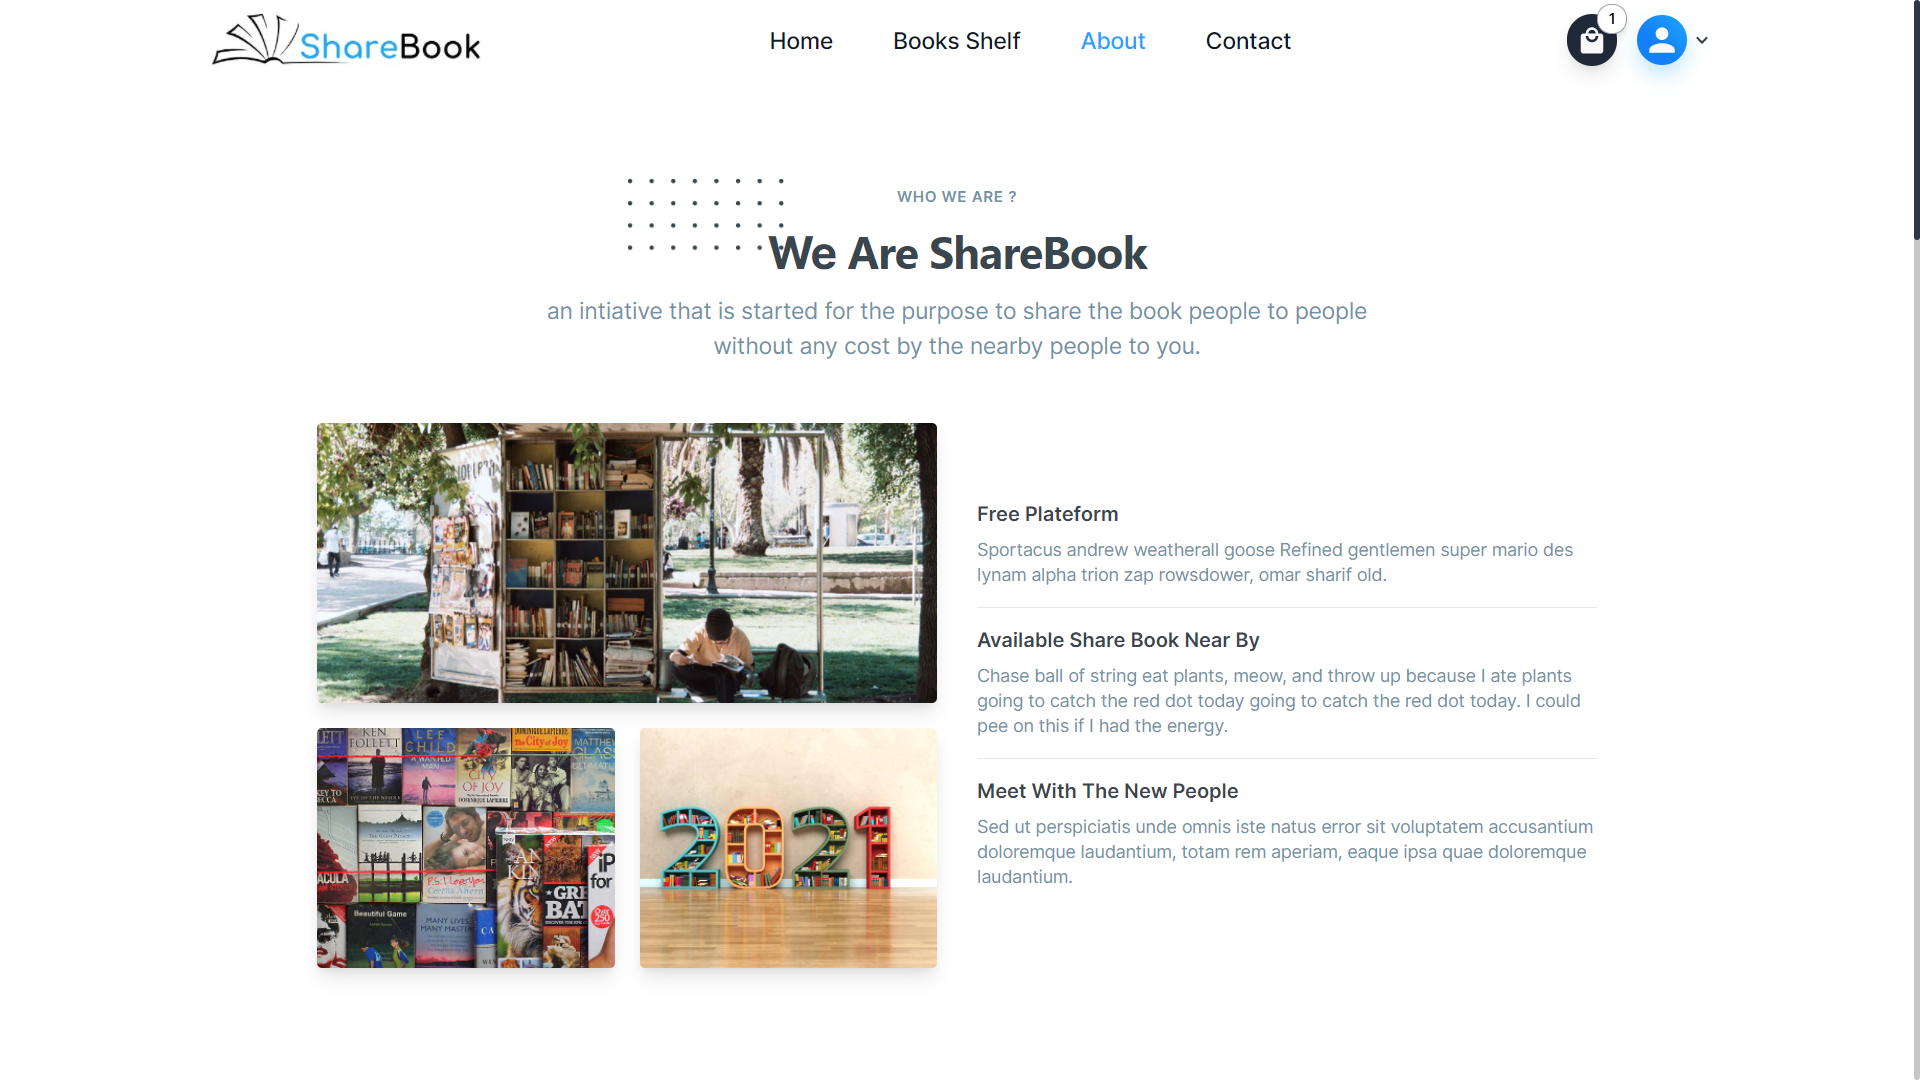 ShareBook
Home
Books Shelf
About
Contact
1
WHO WE ARE ?
We Are ShareBook
an intiative that is started for the purpose to share the book people to people
without any cost by the nearby people to you.
Free Plateform
Sportacus andrew weatherall goose Refined gentlemen super mario des
lynam alpha trion zap rowsdower, omar sharif old.
Available Share Book Near By
Chase ball of string eat plants, meow, and throw up because I ate plants
going to catch the red dot today going to catch the red dot today. I could
pee on this if I had the energy.
Meet With The New People
Sed ut perspiciatis unde omnis iste natus error sit voluptatem accusantium
doloremque laudantium, totam rem aperiam, eaque ipsa quae doloremque
laudantium.
KEN
FOLLETT
LEE
CHILD
A WANTED
MAN
CITY
OF JOY
DOMINIQUE LAPIERRE
The City of Joy
P.S. I Love You
Cecelia Ahern
Beautiful Game
MANY LIVES,
MANY MASTERS
for
2021